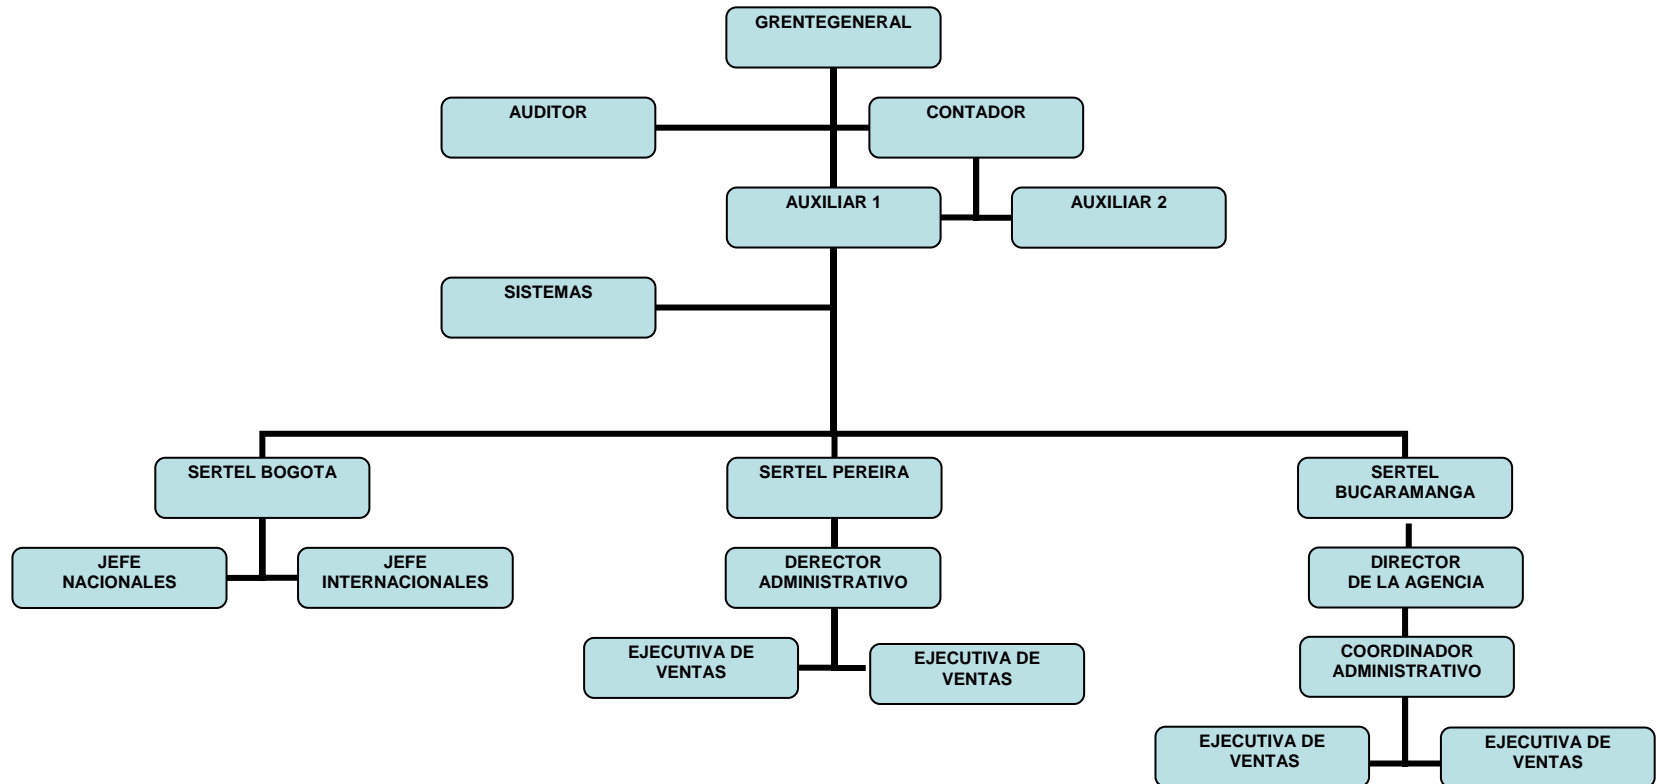 GRENTEGENERAL
AUDITOR
CONTADOR
AUXILIAR 1
AUXILIAR 2
SISTEMAS
SERTEL BOGOTA
SERTEL PEREIRA
SERTEL
BUCARAMANGA
JEFE
NACIONALES
JEFE
INTERNACIONALES
DERECTOR
ADMINISTRATIVO
DIRECTOR
DE LA AGENCIA
EJECUTIVA DE
VENTAS
EJECUTIVA DE
VENTAS
COORDINADOR
ADMINISTRATIVO
EJECUTIVA DE
VENTAS
EJECUTIVA DE
VENTAS